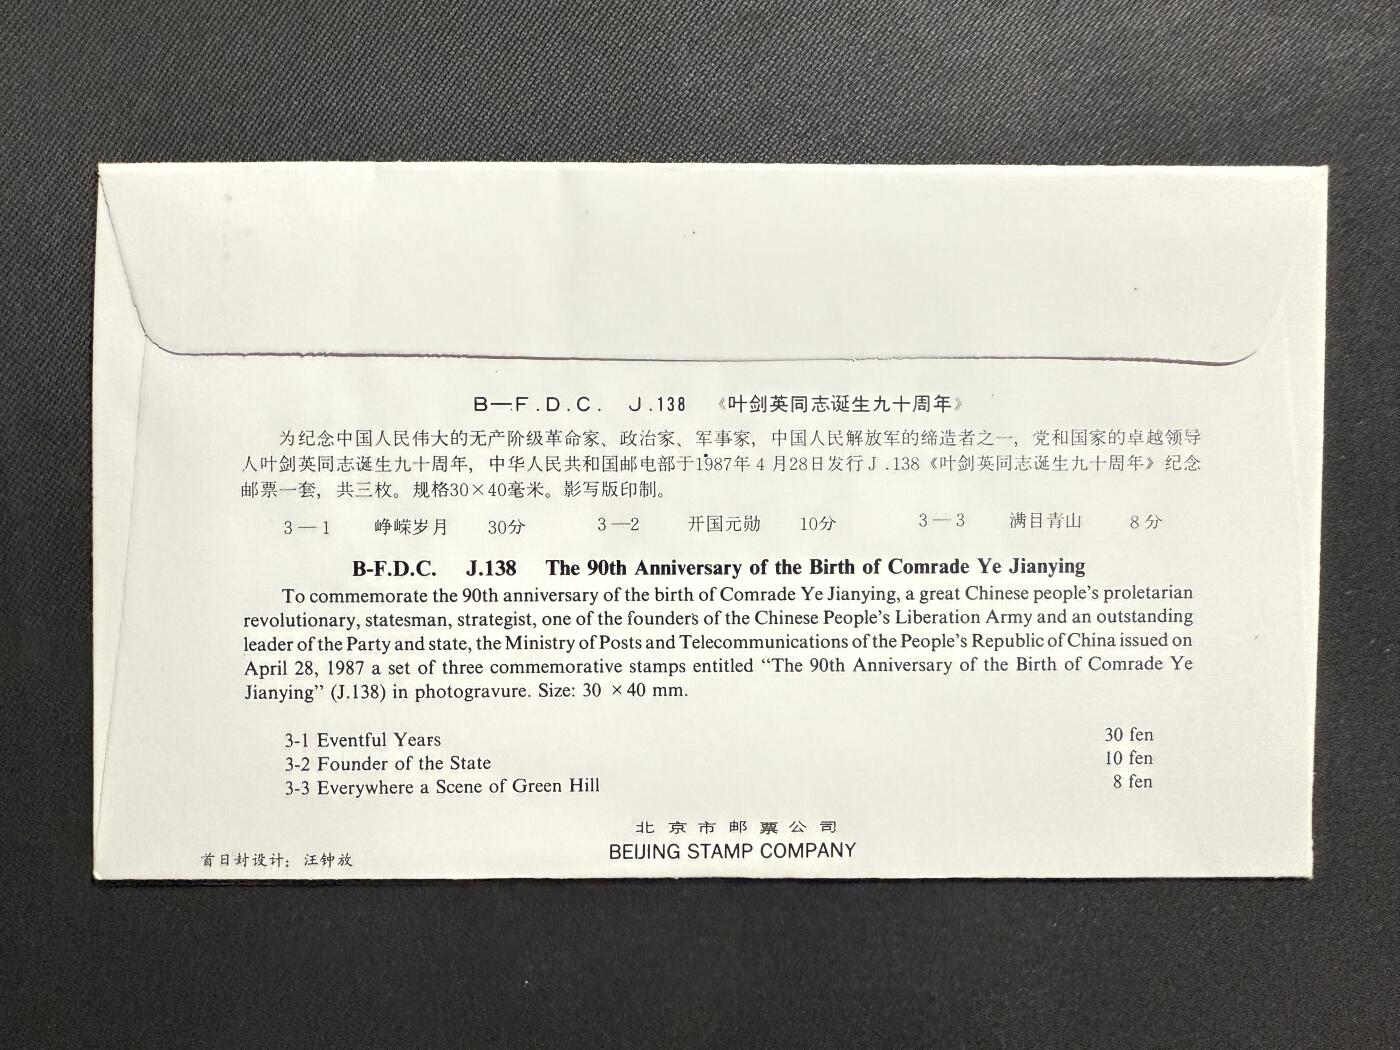 B—F.D.C. J.138 《叶剑英同志诞生九十周年》
为纪念中国人民伟大的无产阶级革命家、政治家、军事家，中国人民解放军的缔造者之一，党和国家的卓越领导
人叶剑英同志诞生九十周年，中华人民共和国邮电部于1987年4月28日发行J.138《叶剑英同志诞生九十周年》纪念
邮票一套，共三枚。规格30×40毫米。影写版印制。
3—1 峥嵘岁月 30分 3—2 开国元勋 10分 3—3 满目青山 8分
B-F.D.C. J.138 The 90th Anniversary of the Birth of Comrade Ye Jianying
To commemorate the 90th anniversary of the birth of Comrade Ye Jianying, a great Chinese people's proletarian
revolutionary, statesman, strategist, one of the founders of the Chinese People's Liberation Army and an outstanding
leader of the Party and state, the Ministry of Posts and Telecommunications of the People's Republic of China issued on
April 28, 1987 a set of three commemorative stamps entitled "The 90th Anniversary of the Birth of Comrade Ye
Jianying" (J.138) in photogravure. Size: 30 ×40 mm.
3-1 Eventful Years 30 fen
3-2 Founder of the State 10 fen
3-3 Everywhere a Scene of Green Hill 8 fen
北京市邮票公司
BEIJING STAMP COMPANY
首日封设计：汪钟放